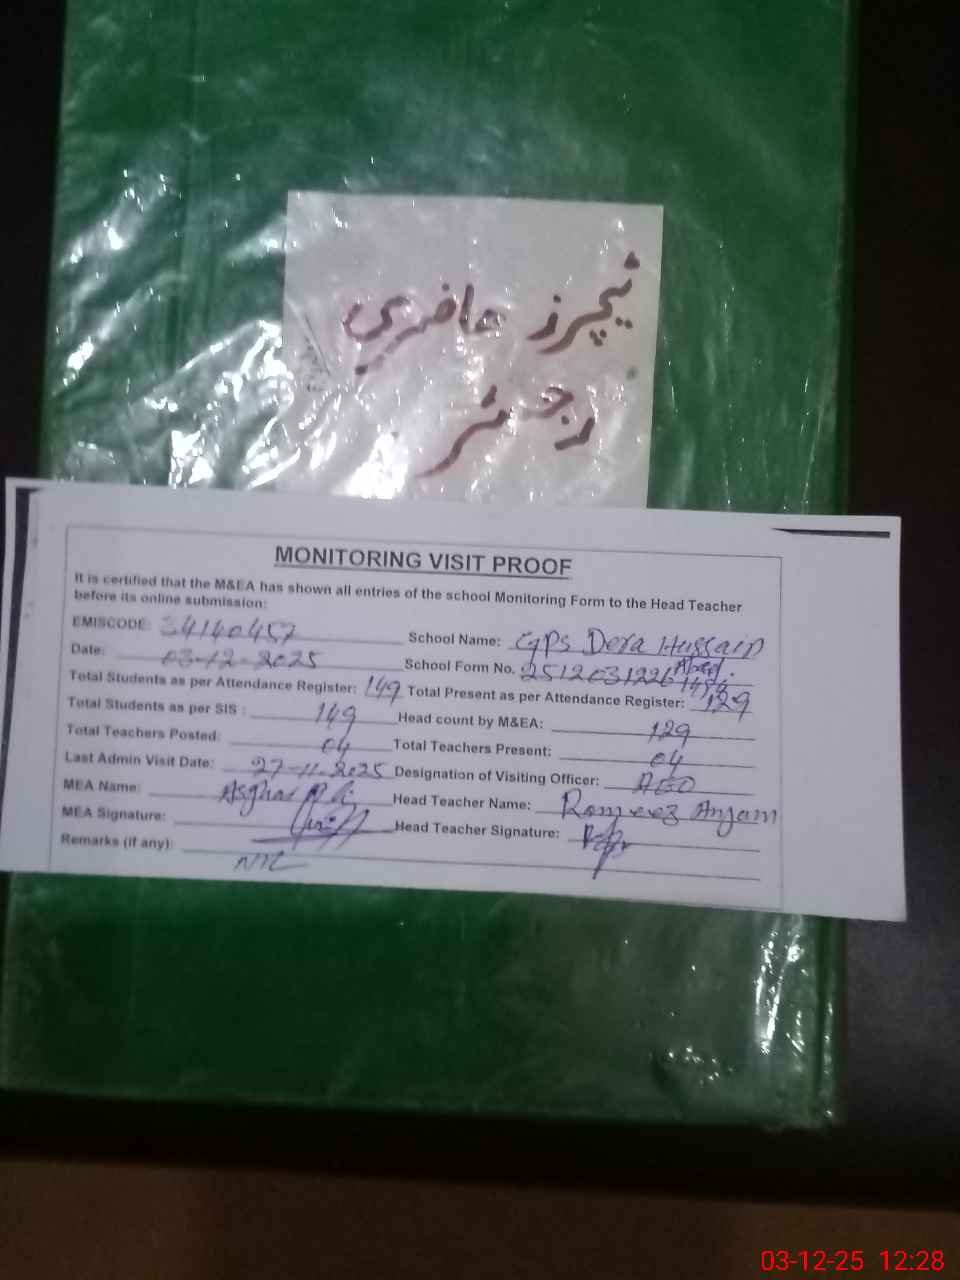 ٹیچرز حاضری
رجسٹر
MONITORING VISIT PROOF
It is certified that the M&EA has shown all entries of the school Monitoring Form to the Head Teacher
before its online submission:
EMISCODE: 34140457 School Name: GPS Dera Hussain Abad.
Date: 03-12-2025 School Form No. 2512031226
Total Students as per Attendance Register: 149 Total Present as per Attendance Register: 129
Total Students as per SIS : 149 Head count by M&EA: 129
Total Teachers Posted: 04 Total Teachers Present: 04
Last Admin Visit Date: 27-11-2025 Designation of Visiting Officer: AEO
MEA Name: Asghar Ali Head Teacher Name: Rameez Anjam
MEA Signature: Head Teacher Signature:
Remarks (if any): Nil
03-12-25 12:28